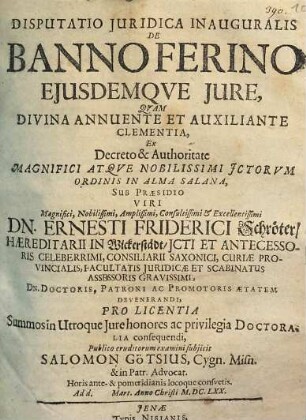 DISPUTATIO JURIDICA INAUGURALIS
DE
BANNO FERINO
EJUSDEMQVE JURE,
QVAM
DIVINA ANNUENTE ET AUXILIANTE
CLEMENTIA,
EX
Decreto & Authoritate
MAGNIFICI ATQVE NOBILISSIMI JCTORVM
ORDINIS IN ALMA SALANA,
SUB PRÆSIDIO
VIRI
Magnifici, Nobilissimi, Amplissimi, Consultissimi & Excellentissimi
DN. ERNESTI FRIDERICI Schröter/
HÆREDITARII IN Wickerstädt/ JCTI ET ANTECESSO-
RIS CELEBERRIMI, CONSILIARII SAXONICI, CURIÆ PRO-
VINCIALIS, FACULTATIS JURIDICÆ ET SCABINATUS
ASSESSORIS GRAVISSIMI,
DN. DOCTORIS, PATRONI AC PROMOTORIS ÆTATEM
DEVENERANDI,
PRO LICENTIA
Summos in Utroque Jure honores ac privilegia DOCTORA-
LIA consequendi,
Publico eruditorum examini subjicit
SALOMON GÖTSIUS, Cygn. Misn.
& in Patr. Advocat.
Horis ante- & pomeridianis locoque consvetis.
Ad d. Mart. Anno Christi M DC. LXX.
JENÆ
Typis NISIANIS.